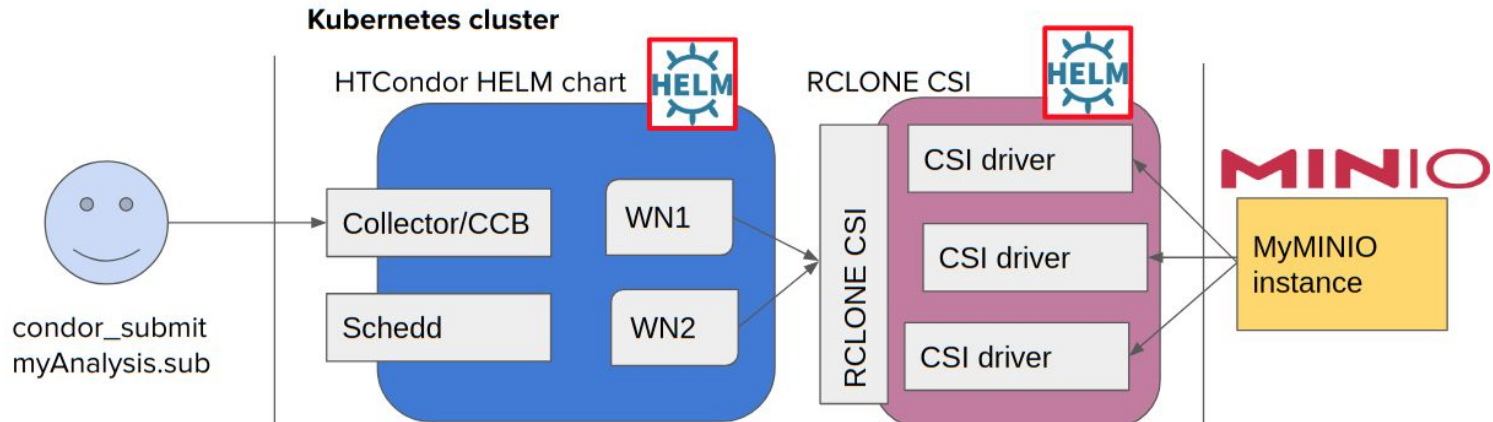 Kubernetes cluster
HTCondor HELM chart
HELM
RCLONE CSI
HELM
condor_submit
myAnalysis.sub
Collector/CCB
Schedd
WN1
WN2
RCLONE CSI
CSI driver
CSI driver
CSI driver
MINIO
MyMINIO
instance